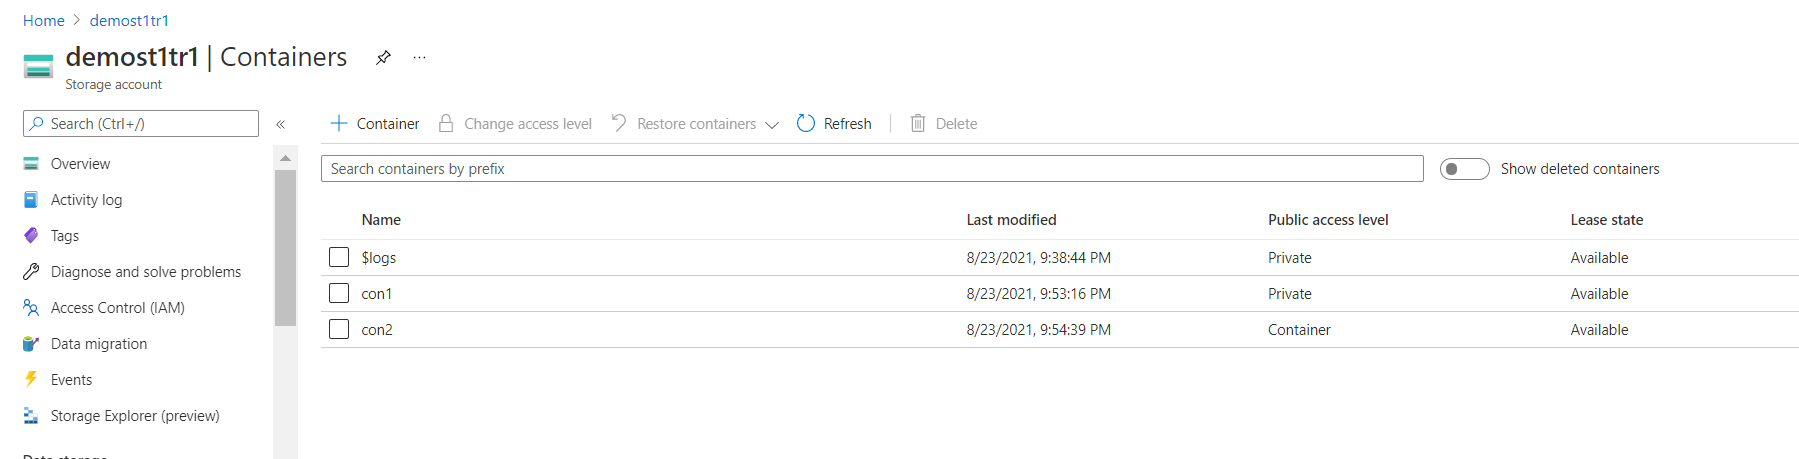 Home > demost1tr1
demost1tr1 | Containers ...
Storage account
Search (Ctrl+/) «
Overview
Activity log
Tags
Diagnose and solve problems
Access Control (IAM)
Data migration
Events
Storage Explorer (preview)
Data storage
+ Container Change access level Restore containers Refresh Delete
Search containers by prefix Show deleted containers
Name Last modified Public access level Lease state
$logs 8/23/2021, 9:38:44 PM Private Available
con1 8/23/2021, 9:53:16 PM Private Available
con2 8/23/2021, 9:54:39 PM Container Available